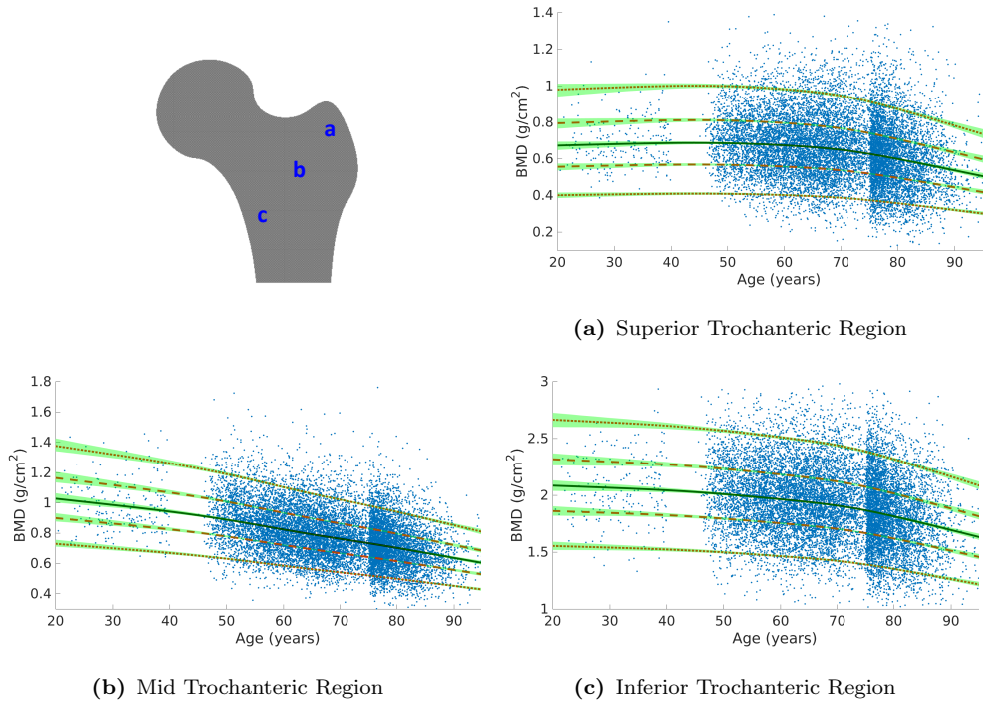 a
b
c
1.4
1.2
1
0.8
0.6
0.4
0.2
BMD (g/cm²)
20 30 40 50 60 70 80 90
Age (years)
(a) Superior Trochanteric Region
1.8
1.6
1.4
1.2
1
0.8
0.6
0.4
BMD (g/cm²)
20 30 40 50 60 70 80 90
Age (years)
(b) Mid Trochanteric Region
3
2.5
2
1.5
1
BMD (g/cm²)
20 30 40 50 60 70 80 90
Age (years)
(c) Inferior Trochanteric Region